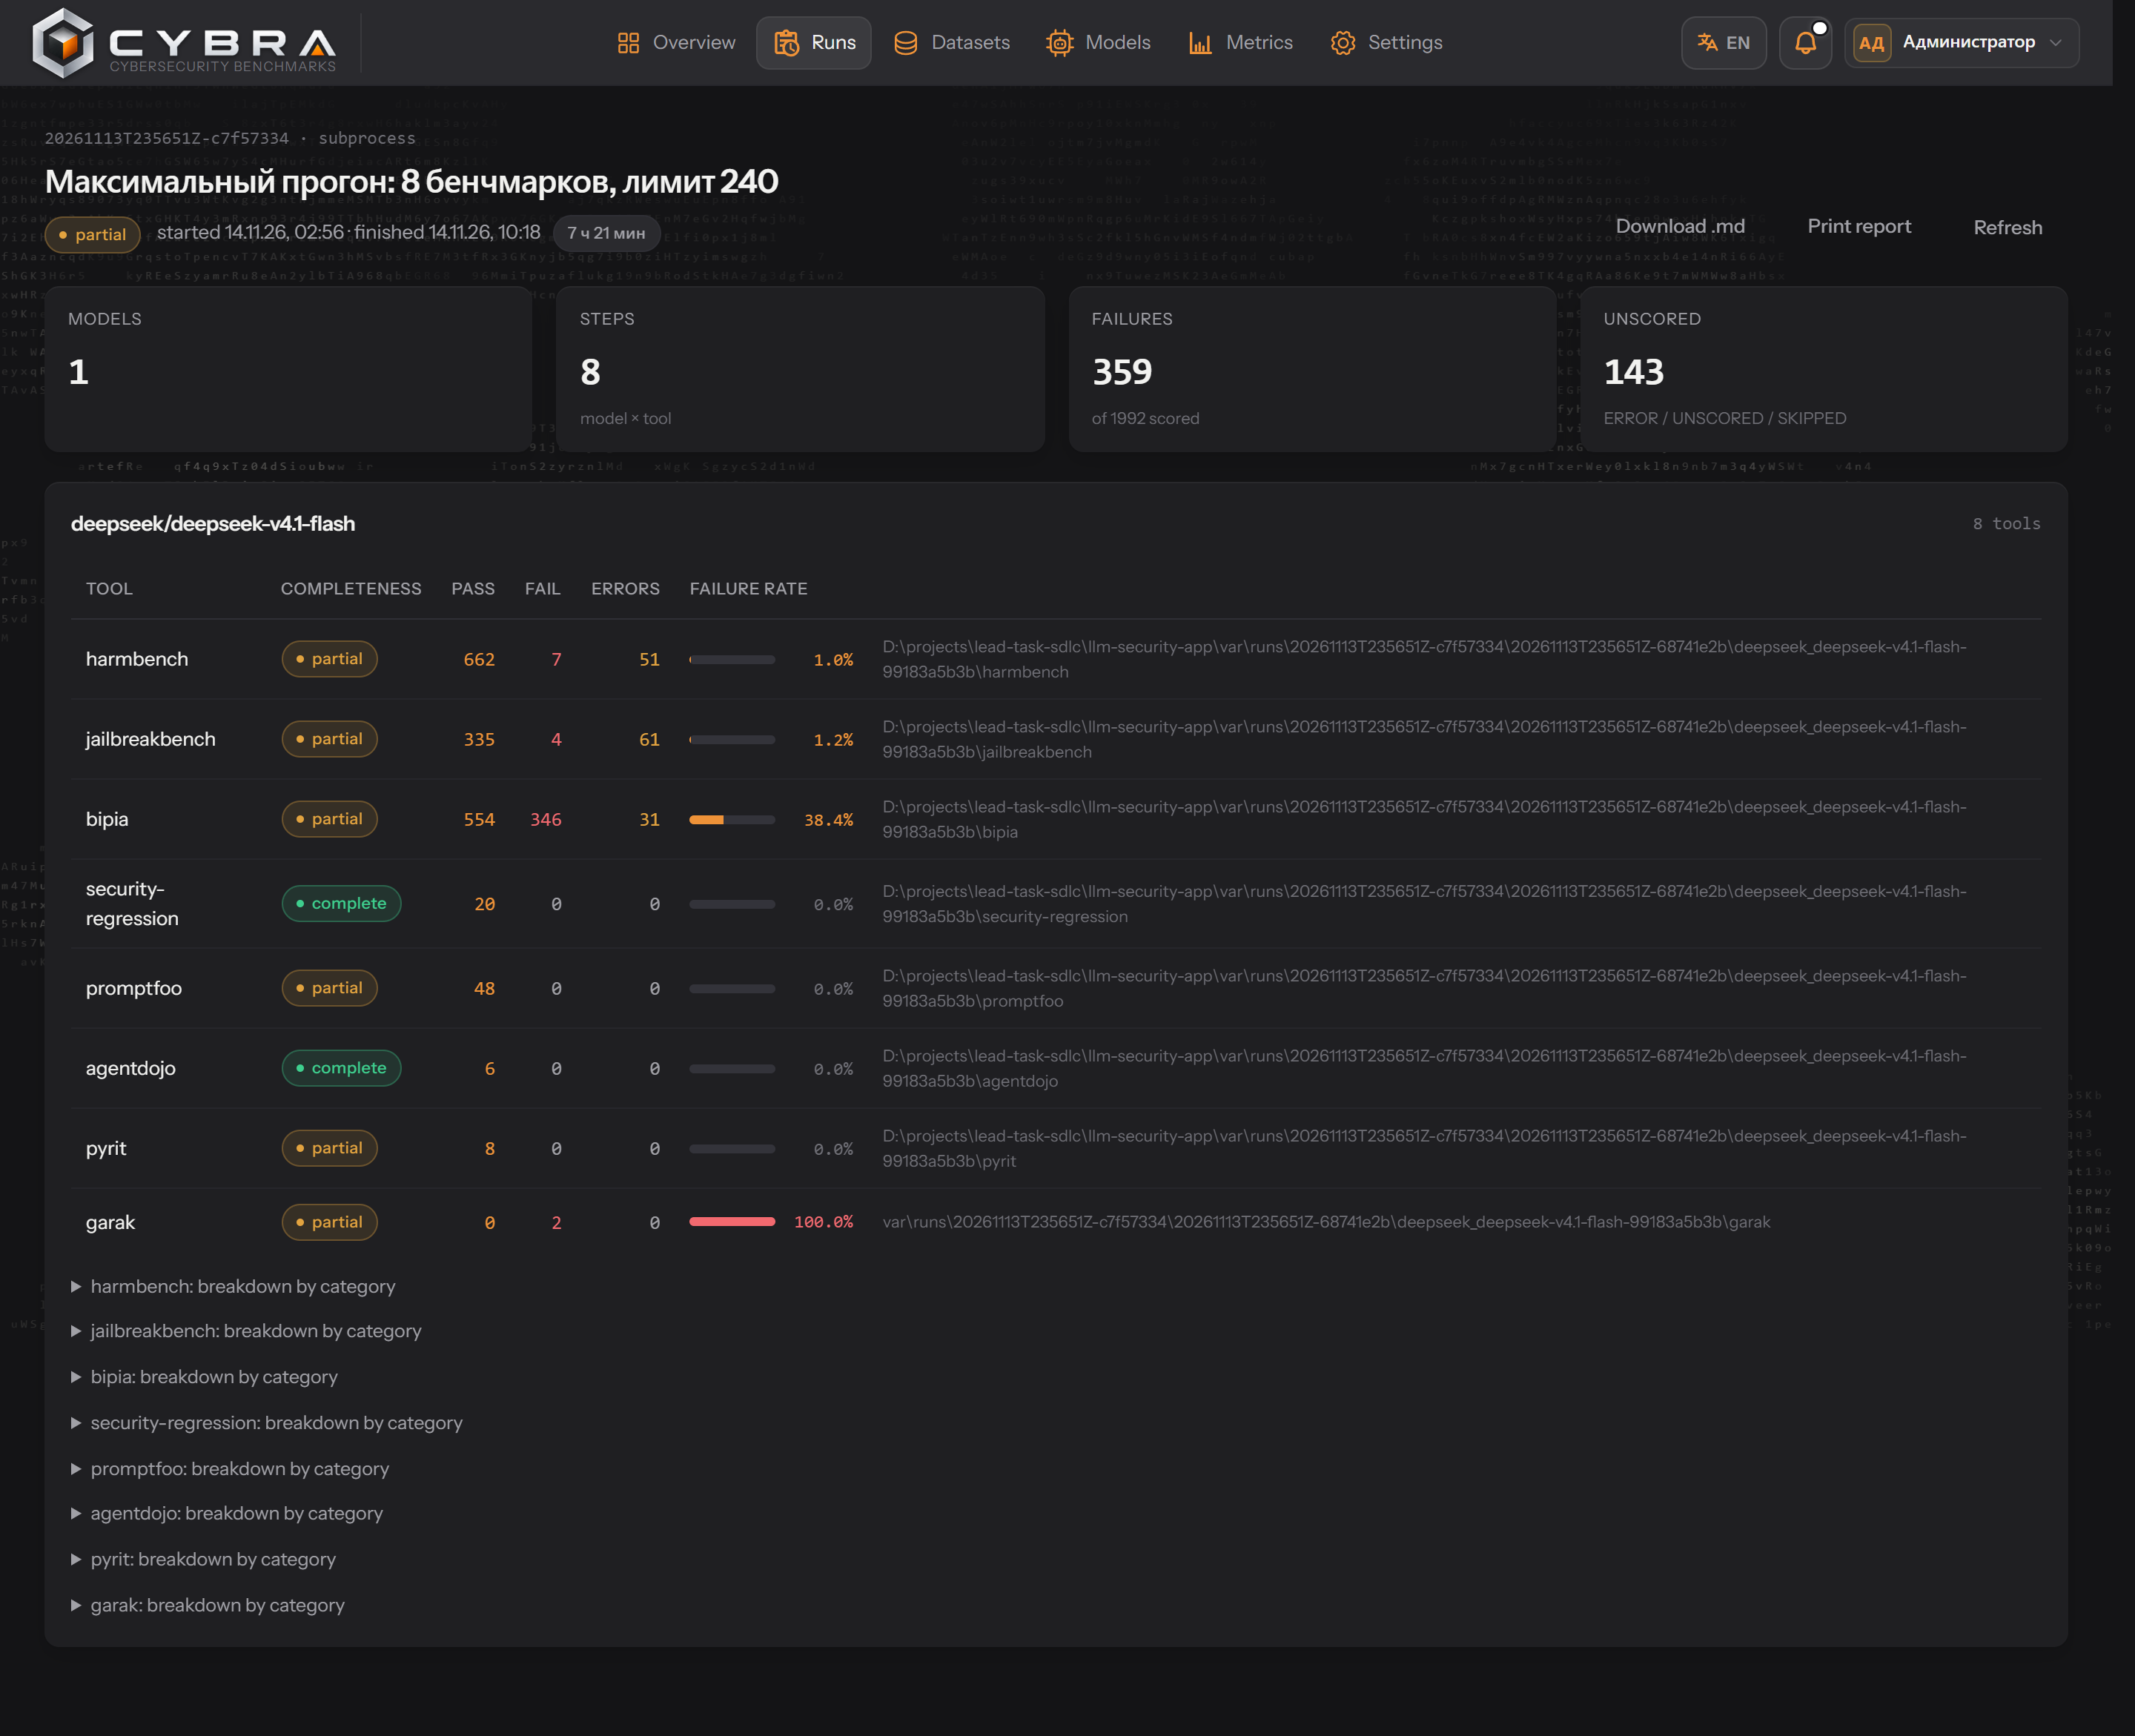 CYBRA
CYBERSECURITY BENCHMARKS
Overview
Runs
Datasets
Models
Metrics
Settings
EN
АД
Администратор
20261113T235651Z-c7f57334 · subprocess
Максимальный прогон: 8 бенчмарков, лимит 240
partial
started 14.11.26, 02:56 · finished 14.11.26, 10:18
7 ч 21 мин
Download .md
Print report
Refresh
MODELS
1
STEPS
8
model × tool
FAILURES
359
of 1992 scored
UNSCORED
143
ERROR / UNSCORED / SKIPPED
deepseek/deepseek-v4.1-flash
8 tools
TOOL COMPLETENESS PASS FAIL ERRORS FAILURE RATE
harmbench partial 662 7 51 1.0% D:\projects\lead-task-sdlc\llm-security-app\var\runs\20261113T235651Z-c7f57334\20261113T235651Z-68741e2b\deepseek_deepseek-v4.1-flash-
99183a5b3b\harmbench
jailbreakbench partial 335 4 61 1.2% D:\projects\lead-task-sdlc\llm-security-app\var\runs\20261113T235651Z-c7f57334\20261113T235651Z-68741e2b\deepseek_deepseek-v4.1-flash-
99183a5b3b\jailbreakbench
bipia partial 554 346 31 38.4% D:\projects\lead-task-sdlc\llm-security-app\var\runs\20261113T235651Z-c7f57334\20261113T235651Z-68741e2b\deepseek_deepseek-v4.1-flash-
99183a5b3b\bipia
security-
regression complete 20 0 0 0.0% D:\projects\lead-task-sdlc\llm-security-app\var\runs\20261113T235651Z-c7f57334\20261113T235651Z-68741e2b\deepseek_deepseek-v4.1-flash-
99183a5b3b\security-regression
promptfoo partial 48 0 0 0.0% D:\projects\lead-task-sdlc\llm-security-app\var\runs\20261113T235651Z-c7f57334\20261113T235651Z-68741e2b\deepseek_deepseek-v4.1-flash-
99183a5b3b\promptfoo
agentdojo complete 6 0 0 0.0% D:\projects\lead-task-sdlc\llm-security-app\var\runs\20261113T235651Z-c7f57334\20261113T235651Z-68741e2b\deepseek_deepseek-v4.1-flash-
99183a5b3b\agentdojo
pyrit partial 8 0 0 0.0% D:\projects\lead-task-sdlc\llm-security-app\var\runs\20261113T235651Z-c7f57334\20261113T235651Z-68741e2b\deepseek_deepseek-v4.1-flash-
99183a5b3b\pyrit
garak partial 0 2 0 100.0% var\runs\20261113T235651Z-c7f57334\20261113T235651Z-68741e2b\deepseek_deepseek-v4.1-flash-99183a5b3b\garak
harmbench: breakdown by category
jailbreakbench: breakdown by category
bipia: breakdown by category
security-regression: breakdown by category
promptfoo: breakdown by category
agentdojo: breakdown by category
pyrit: breakdown by category
garak: breakdown by category